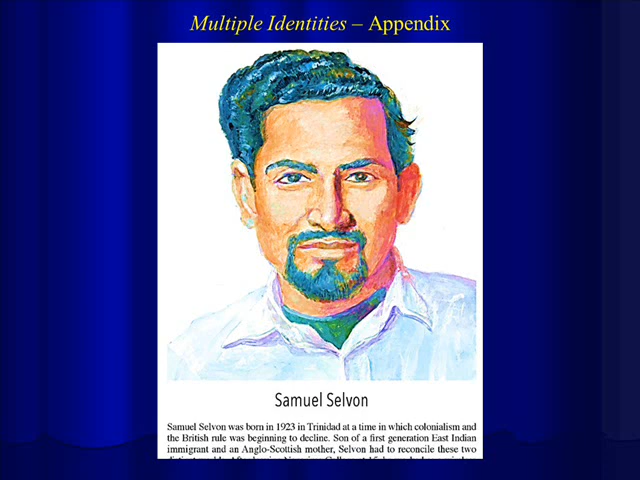 Multiple Identities – Appendix
Samuel Selvon
Samuel Selvon was born in 1923 in Trinidad at a time in which colonialism and
the British rule was beginning to decline. Son of a first generation East Indian
immigrant and an Anglo-Scottish mother, Selvon had to reconcile these two